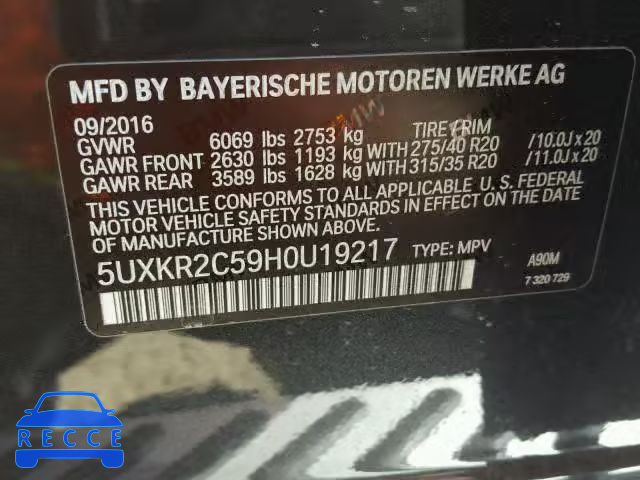 MFD BY BAYERISCHE MOTOREN WERKE AG
09/2016 TIRE TRIM
GVWR 6069 lbs 2753 kg
GAWR FRONT 2630 lbs 1193 kg WITH 275/40 R20 /10.0J x 20
GAWR REAR 3589 lbs 1628 kg WITH 315/35 R20 /11.0J x 20
THIS VEHICLE CONFORMS TO ALL APPLICABLE U.S. FEDERAL
MOTOR VEHICLE SAFETY STANDARDS IN EFFECT ON THE DATE
OF MANUFACTURE SHOWN ABOVE.
5UXKR2C59H0U19217 TYPE: MPV A90M
7 320 729
RECCE